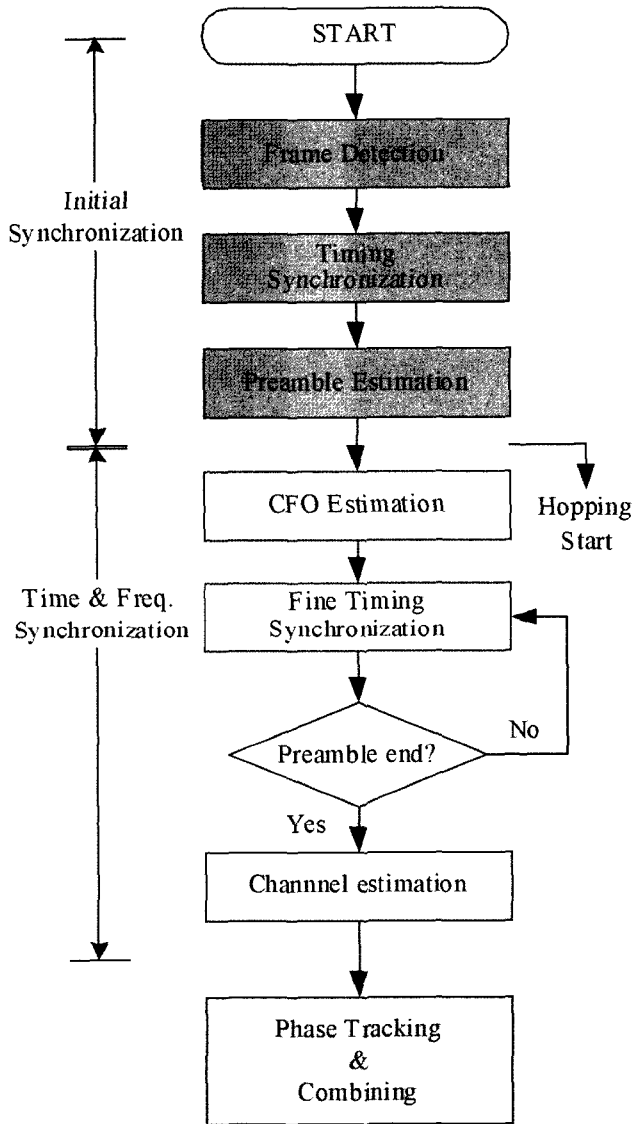 START
Frame Detection
Initial
Synchronization
Timing
Synchronization
Preamble Estimation
CFO Estimation
Hopping
Start
Time & Freq.
Synchronization
Fine Timing
Synchronization
No
Preamble end?
Yes
Channnel estimation
Phase Tracking
&
Combining